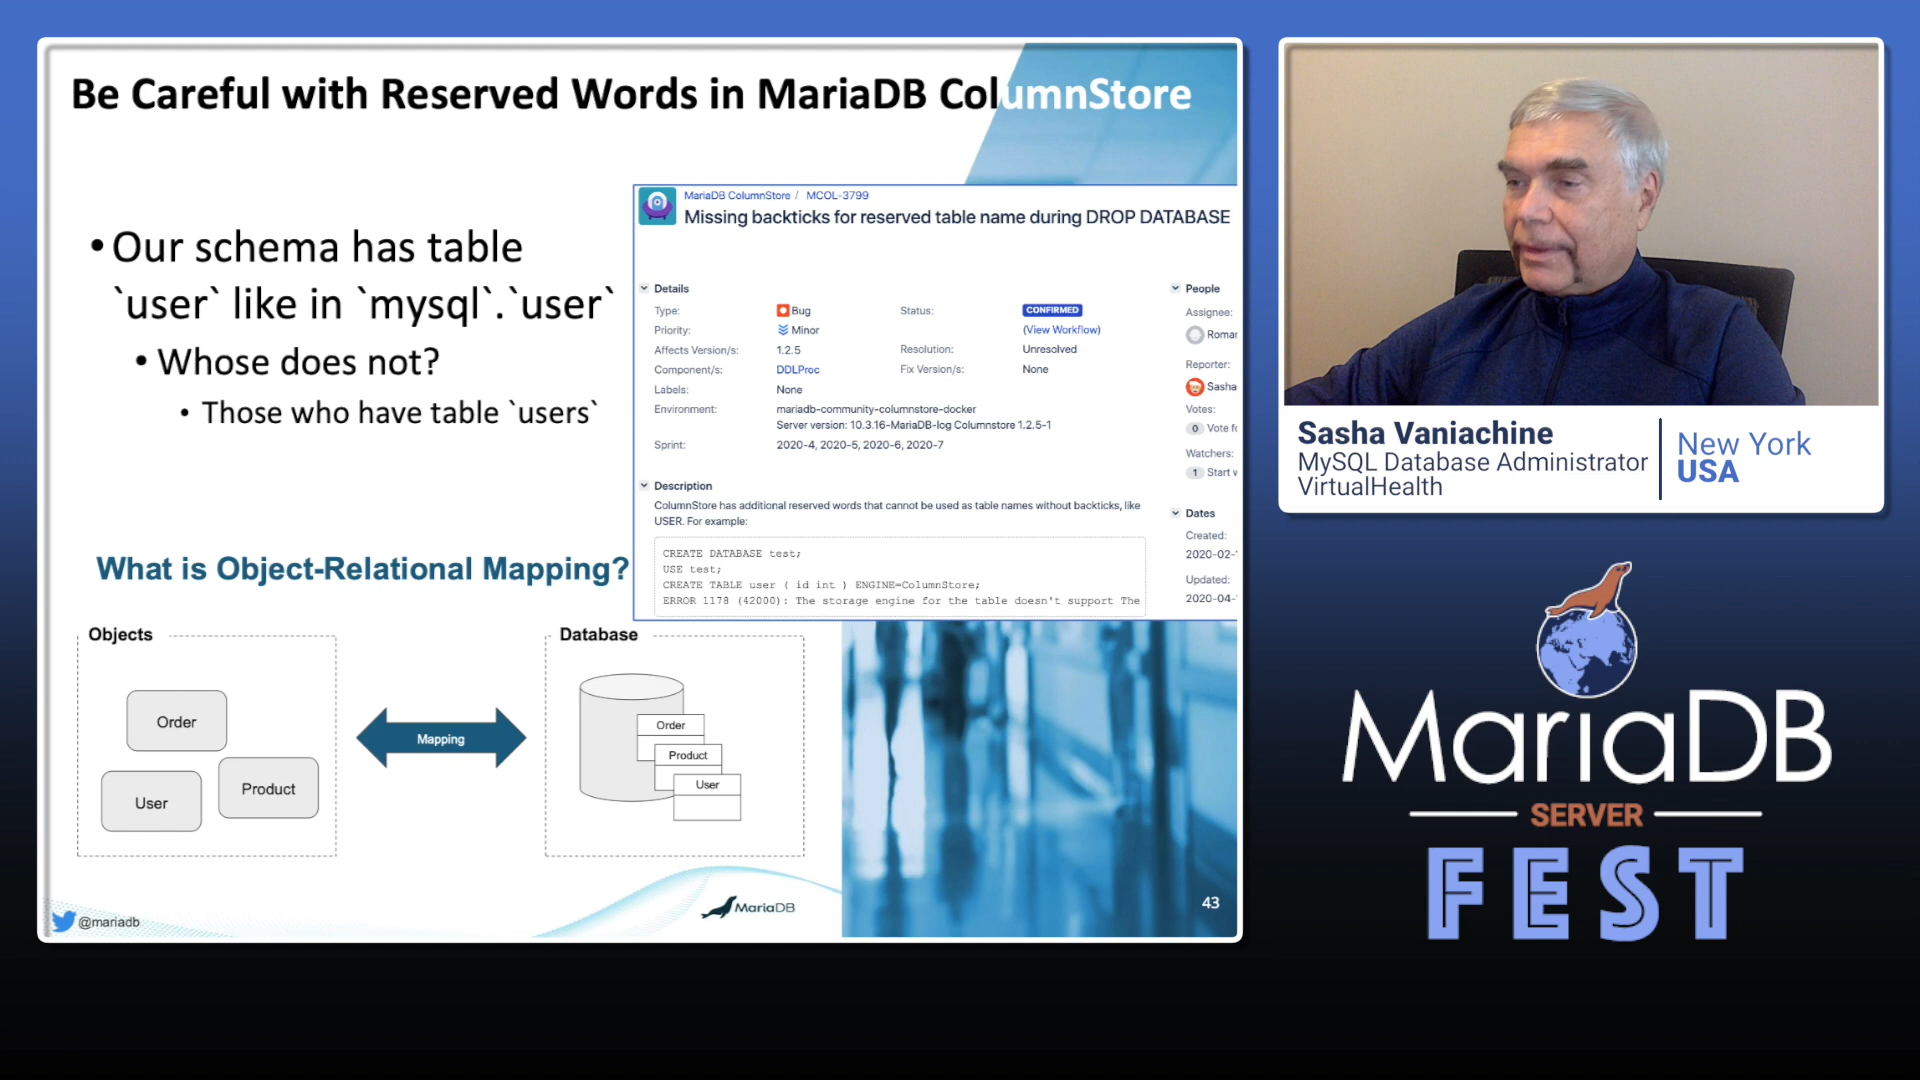 Be Careful with Reserved Words in MariaDB ColumnStore
• Our schema has table
`user` like in `mysql`.`user`
• Whose does not?
• Those who have table `users`
MariaDB ColumnStore / MCOL-3799
Missing backticks for reserved table name during DROP DATABASE
Details
Type: Bug Status: CONFIRMED
Priority: Minor (View Workflow)
Affects Version/s: 1.2.5 Resolution: Unresolved
Component/s: DDLProc Fix Version/s: None
Labels: None
Environment: mariadb-community-columnstore-docker
Server version: 10.3.16-MariaDB-log Columnstore 1.2.5-1
Sprint: 2020-4, 2020-5, 2020-6, 2020-7
Description
ColumnStore has additional reserved words that cannot be used as table names without backticks, like
USER. For example:
CREATE DATABASE test;
USE test;
CREATE TABLE user ( id int ) ENGINE=ColumnStore;
ERROR 1178 (42000): The storage engine for the table doesn't support The
People
Assignee:
Roman
Reporter:
Sasha
Votes:
0 Vote fo
Watchers:
1 Start w
Dates
Created:
2020-02-
Updated:
2020-04-
What is Object-Relational Mapping?
Objects
Order
User
Product
Mapping
Database
Order
Product
User
@mariadb
MariaDB
43
Sasha Vaniachine
MySQL Database Administrator
VirtualHealth
New York
USA
MariaDB
SERVER
FEST